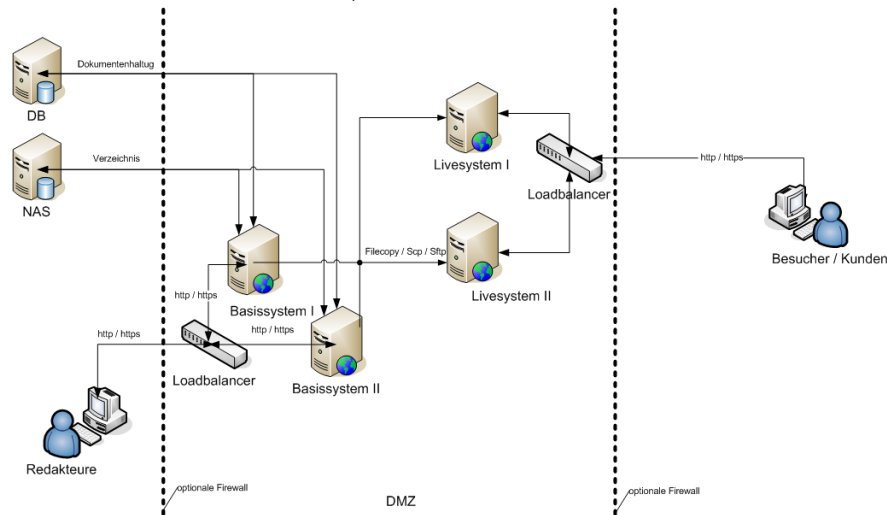 Dokumentenhaltug
DB
Verzeichnis
NAS
Livesystem I
Loadbalancer
http / https
Besucher / Kunden
Filecopy / Scp / Sftp
Livesystem II
Basissystem I
http / https
http / https
http / https
Loadbalancer
Basissystem II
Redakteure
optionale Firewall
DMZ
optionale Firewall